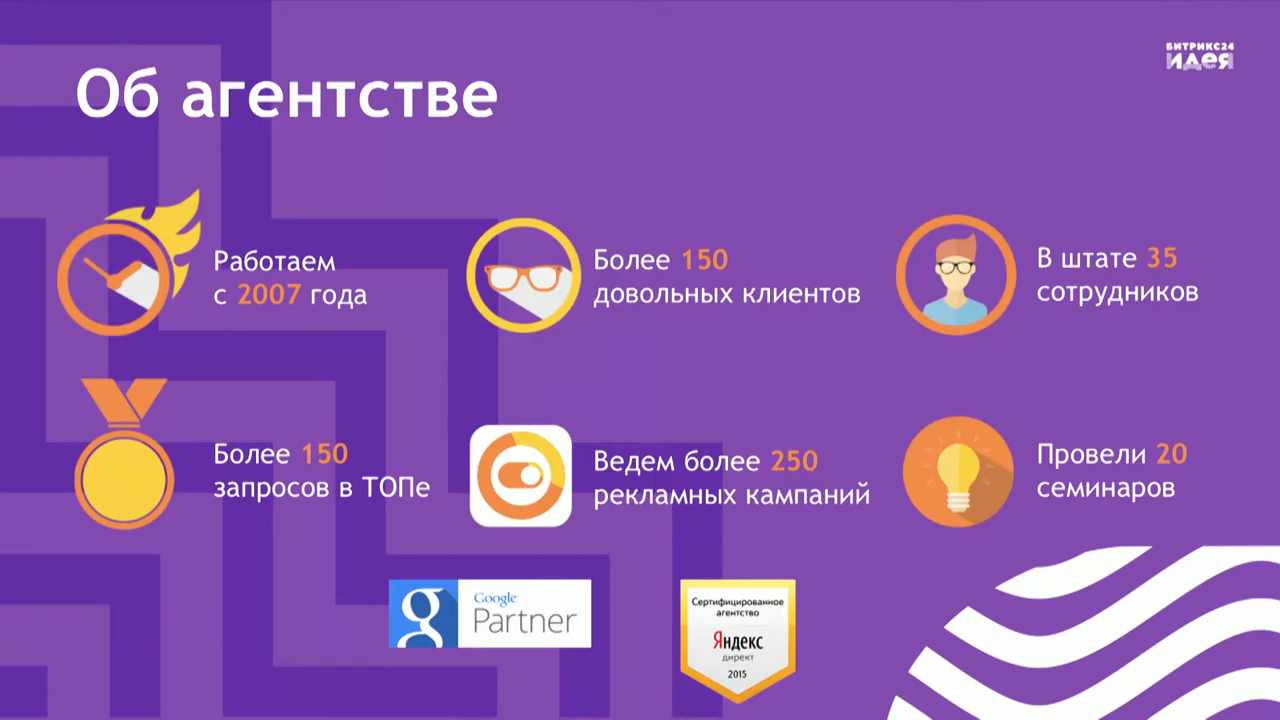 БИТРИКС24
идея
Об агентстве
Работаем
с 2007 года
Более 150
довольных клиентов
В штате 35
сотрудников
Более 150
запросов в ТОПе
Ведем более 250
рекламных кампаний
Провели 20
семинаров
g
Google
Partner
Сертифицированное
агентство
Яндекс
директ
2015